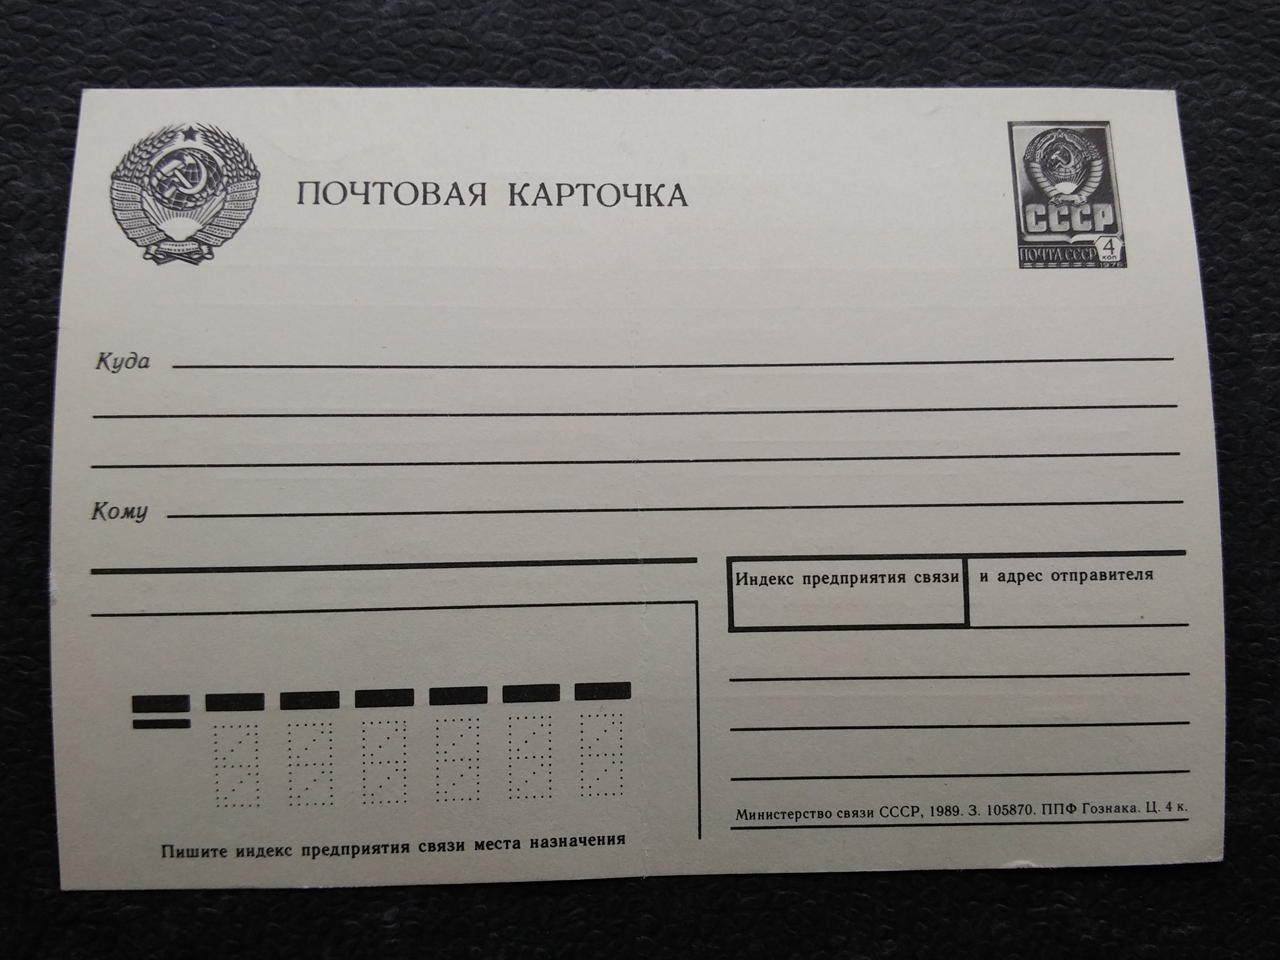 ПОЧТОВАЯ КАРТОЧКА
СССР
ПОЧТА СССР
4
КОП
1976
Куда
Кому
Индекс предприятия связи
и адрес отправителя
Министерство связи СССР, 1989. З. 105870. ППФ Гознака. Ц. 4 к.
Пишите индекс предприятия связи места назначения